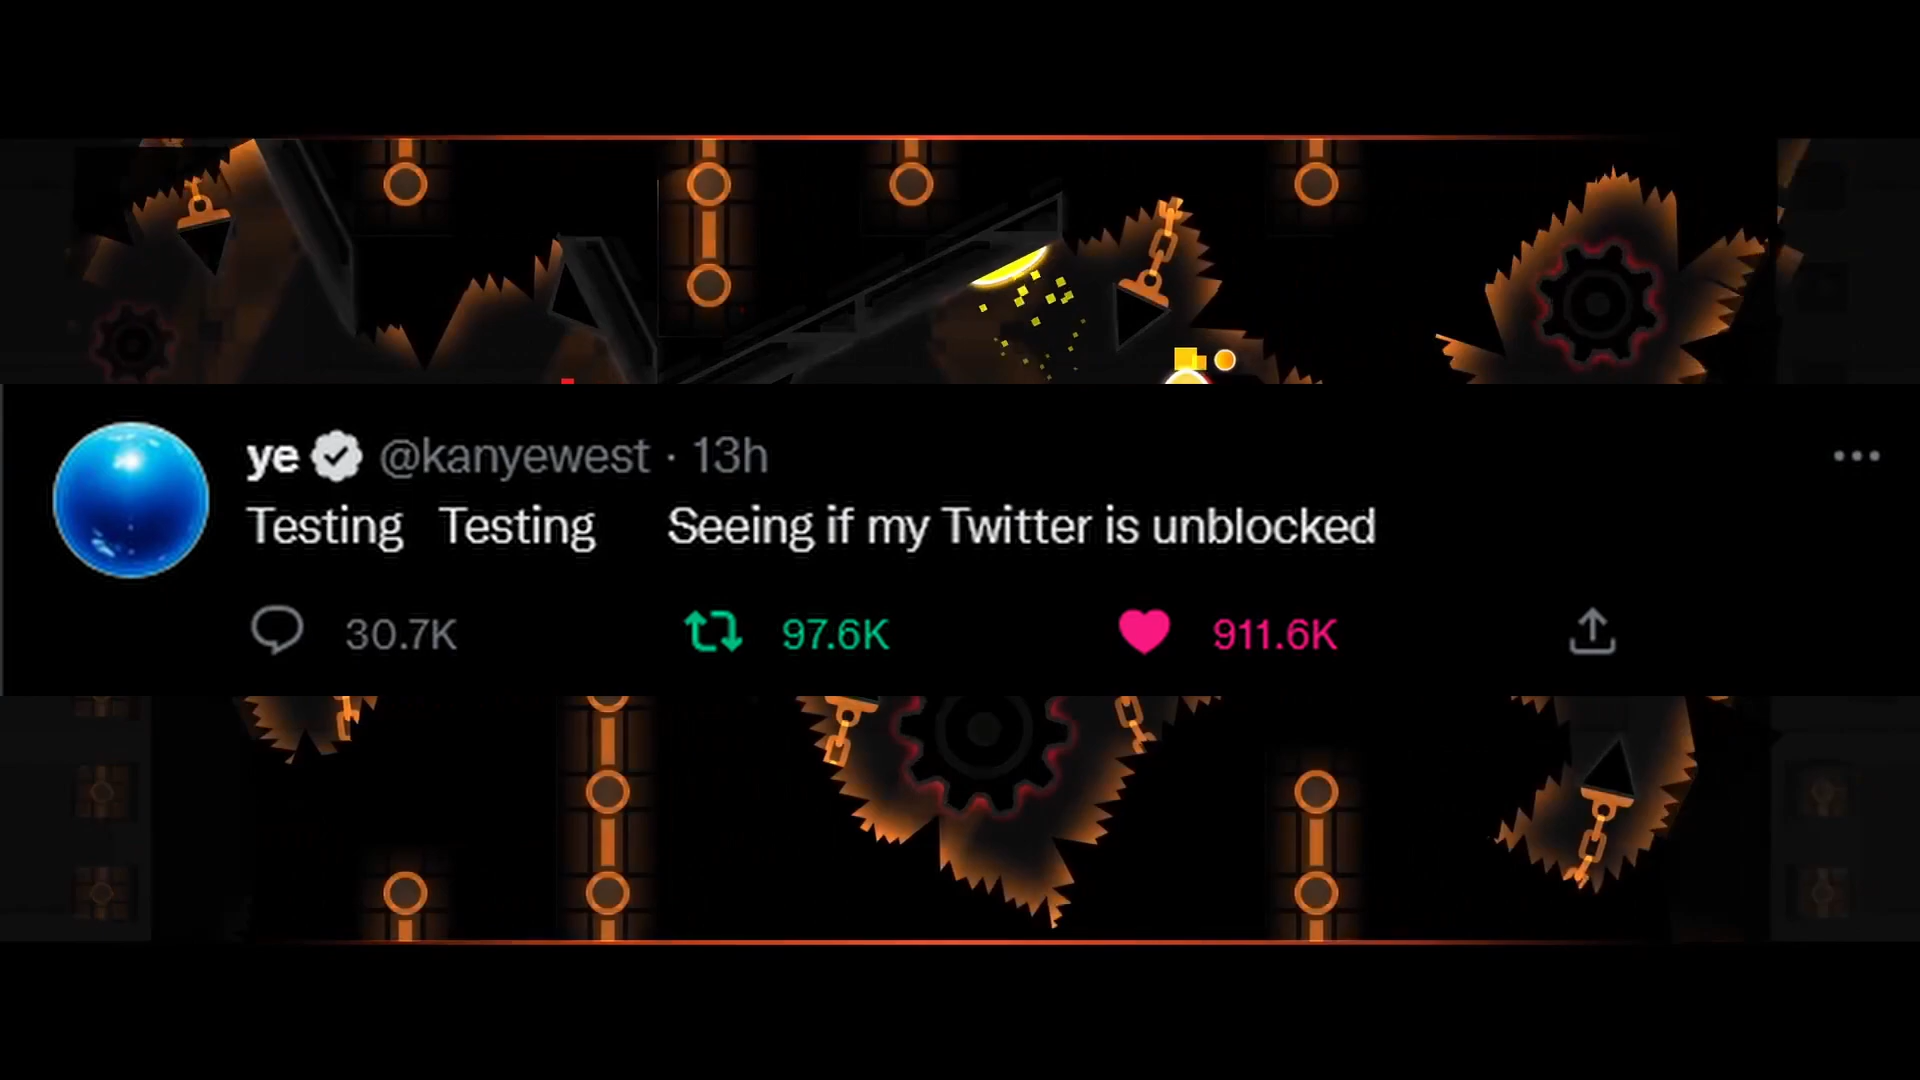 ye @kanyewest · 13h
Testing Testing Seeing if my Twitter is unblocked
30.7K 97.6K 911.6K